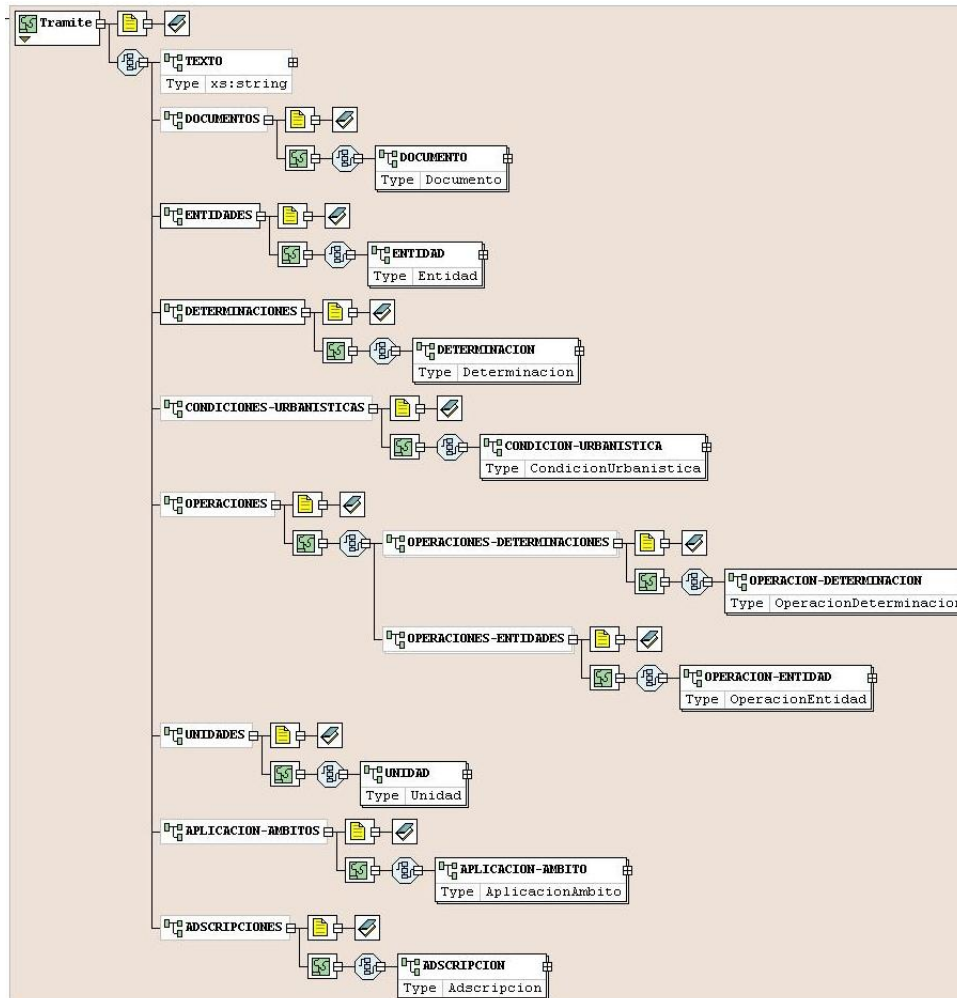 Tramite
TEXTO
Type xs:string
DOCUMENTOS
DOCUMENTO
Type Documento
ENTIDADES
ENTIDAD
Type Entidad
DETERMINACIONES
DETERMINACION
Type Determinacion
CONDICIONES-URBANISTICAS
CONDICION-URBANISTICA
Type CondicionUrbanistica
OPERACIONES
OPERACIONES-DETERMINACIONES
OPERACION-DETERMINACION
Type OperacionDeterminacion
OPERACIONES-ENTIDADES
OPERACION-ENTIDAD
Type OperacionEntidad
UNIDADES
UNIDAD
Type Unidad
APLICACION-AMBITOS
APLICACION-AMBITO
Type AplicacionAmbito
ADSCRIPCIONES
ADSCRIPCION
Type Adscripcion